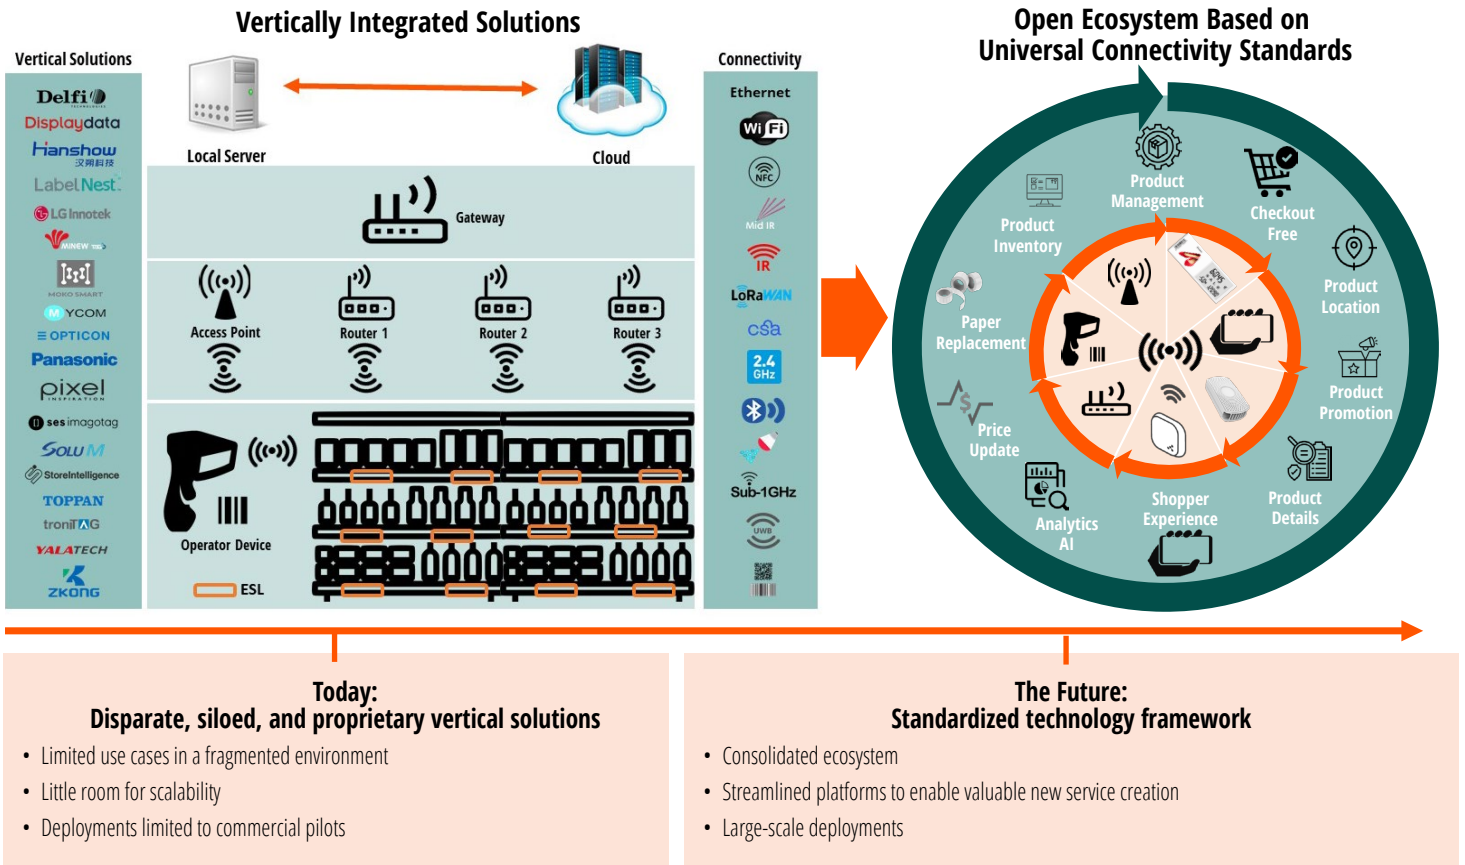 Vertically Integrated Solutions
Open Ecosystem Based on
Universal Connectivity Standards
Vertical Solutions
Delfi
TECHNOLOGIES
Displaydata
Hanshow
汉朔科技
LabelNest
LG Innotek
MINEW
MOKO SMART
MYCOM
OPTICON
Panasonic
pixel
INSPIRATION
ses imagotag
SOLUM
StoreIntelligence
TOPPAN
troniTAG
YALATECH
ZKONG
Local Server
Cloud
Gateway
Access Point
Router 1
Router 2
Router 3
Operator Device
ESL
Connectivity
Ethernet
Wi Fi
NFC
Mid IR
IR
LoRaWAN
csa
2.4
GHz
Sub-1GHz
UWB
Product
Management
Checkout
Free
Product
Location
Product
Promotion
Product
Details
Shopper
Experience
Analytics
AI
Price
Update
Paper
Replacement
Product
Inventory
Today:
Disparate, siloed, and proprietary vertical solutions
• Limited use cases in a fragmented environment
• Little room for scalability
• Deployments limited to commercial pilots
The Future:
Standardized technology framework
• Consolidated ecosystem
• Streamlined platforms to enable valuable new service creation
• Large-scale deployments